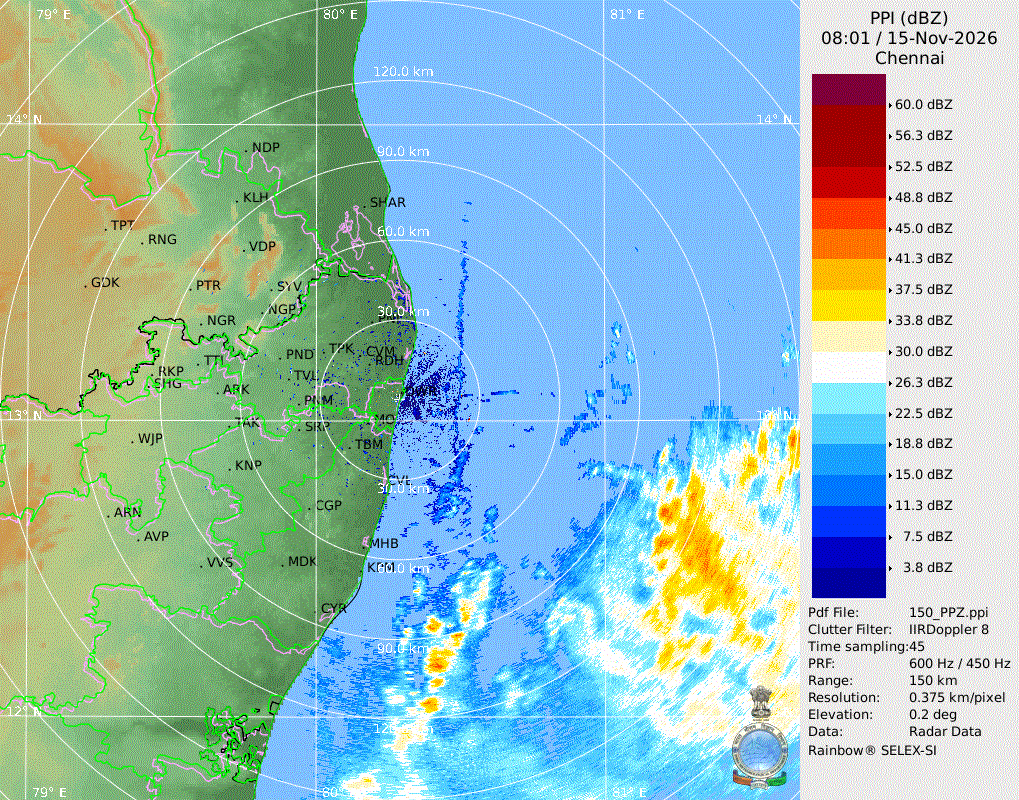 79° E
80° E
81° E
120.0 km
14° N
14° N
90.0 km
NDP
KLH
SHAR
TPT
RNG
60.0 km
VDP
GDK
PTR
SYV
NGP
30.0 km
NGR
TPK
CVM
PND
RDH
TTI
RKP
SHG
TVL
ARK
PNM
13° N
MO
TAK
SRP
WJP
TBM
KNP
30.0 km
CGP
ARN
AVP
MHB
VVS
MDK
60.0 km
CYR
90.0 km
12° N
79° E
81° E
PPI (dBZ)
08:01 / 15-Nov-2026
Chennai
60.0 dBZ
56.3 dBZ
52.5 dBZ
48.8 dBZ
45.0 dBZ
41.3 dBZ
37.5 dBZ
33.8 dBZ
30.0 dBZ
26.3 dBZ
22.5 dBZ
18.8 dBZ
15.0 dBZ
11.3 dBZ
7.5 dBZ
3.8 dBZ
Pdf File: 150_PPZ.ppi
Clutter Filter: IIRDoppler 8
Time sampling:45
PRF: 600 Hz / 450 Hz
Range: 150 km
Resolution: 0.375 km/pixel
Elevation: 0.2 deg
Data: Radar Data
Rainbow® SELEX-SI